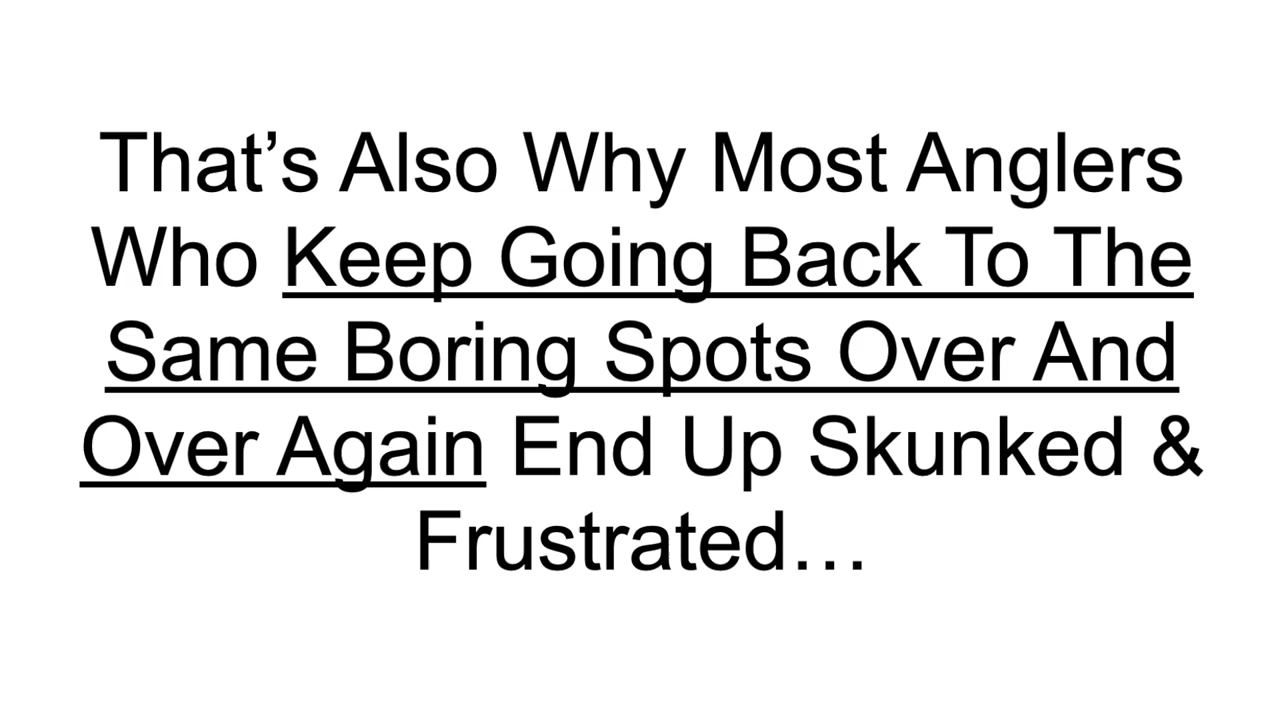 That’s Also Why Most Anglers
Who Keep Going Back To The
Same Boring Spots Over And
Over Again End Up Skunked &
Frustrated…